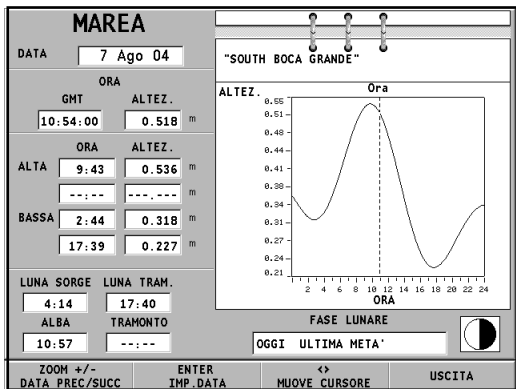 MAREA
DATA 7 Ago 04
ORA
GMT ALTEZ.
10:54:00 0.518 m
ORA ALTEZ.
ALTA 9:43 0.536 m
--:-- ---.--- m
BASSA 2:44 0.318 m
17:39 0.227 m
LUNA SORGE LUNA TRAM.
4:14 17:40
ALBA TRAMONTO
10:57 --:--
"SOUTH BOCA GRANDE"
ALTEZ. Ora
0.55
0.51
0.48
0.44
0.41
0.38
0.34
0.31
0.27
0.24
0.21
2 4 6 8 10 12 14 16 18 20 22 24
ORA
FASE LUNARE
OGGI ULTIMA META'
ZOOM +/- ENTER <> USCITA
DATA PREC/SUCC IMP.DATA MUOVE CURSORE